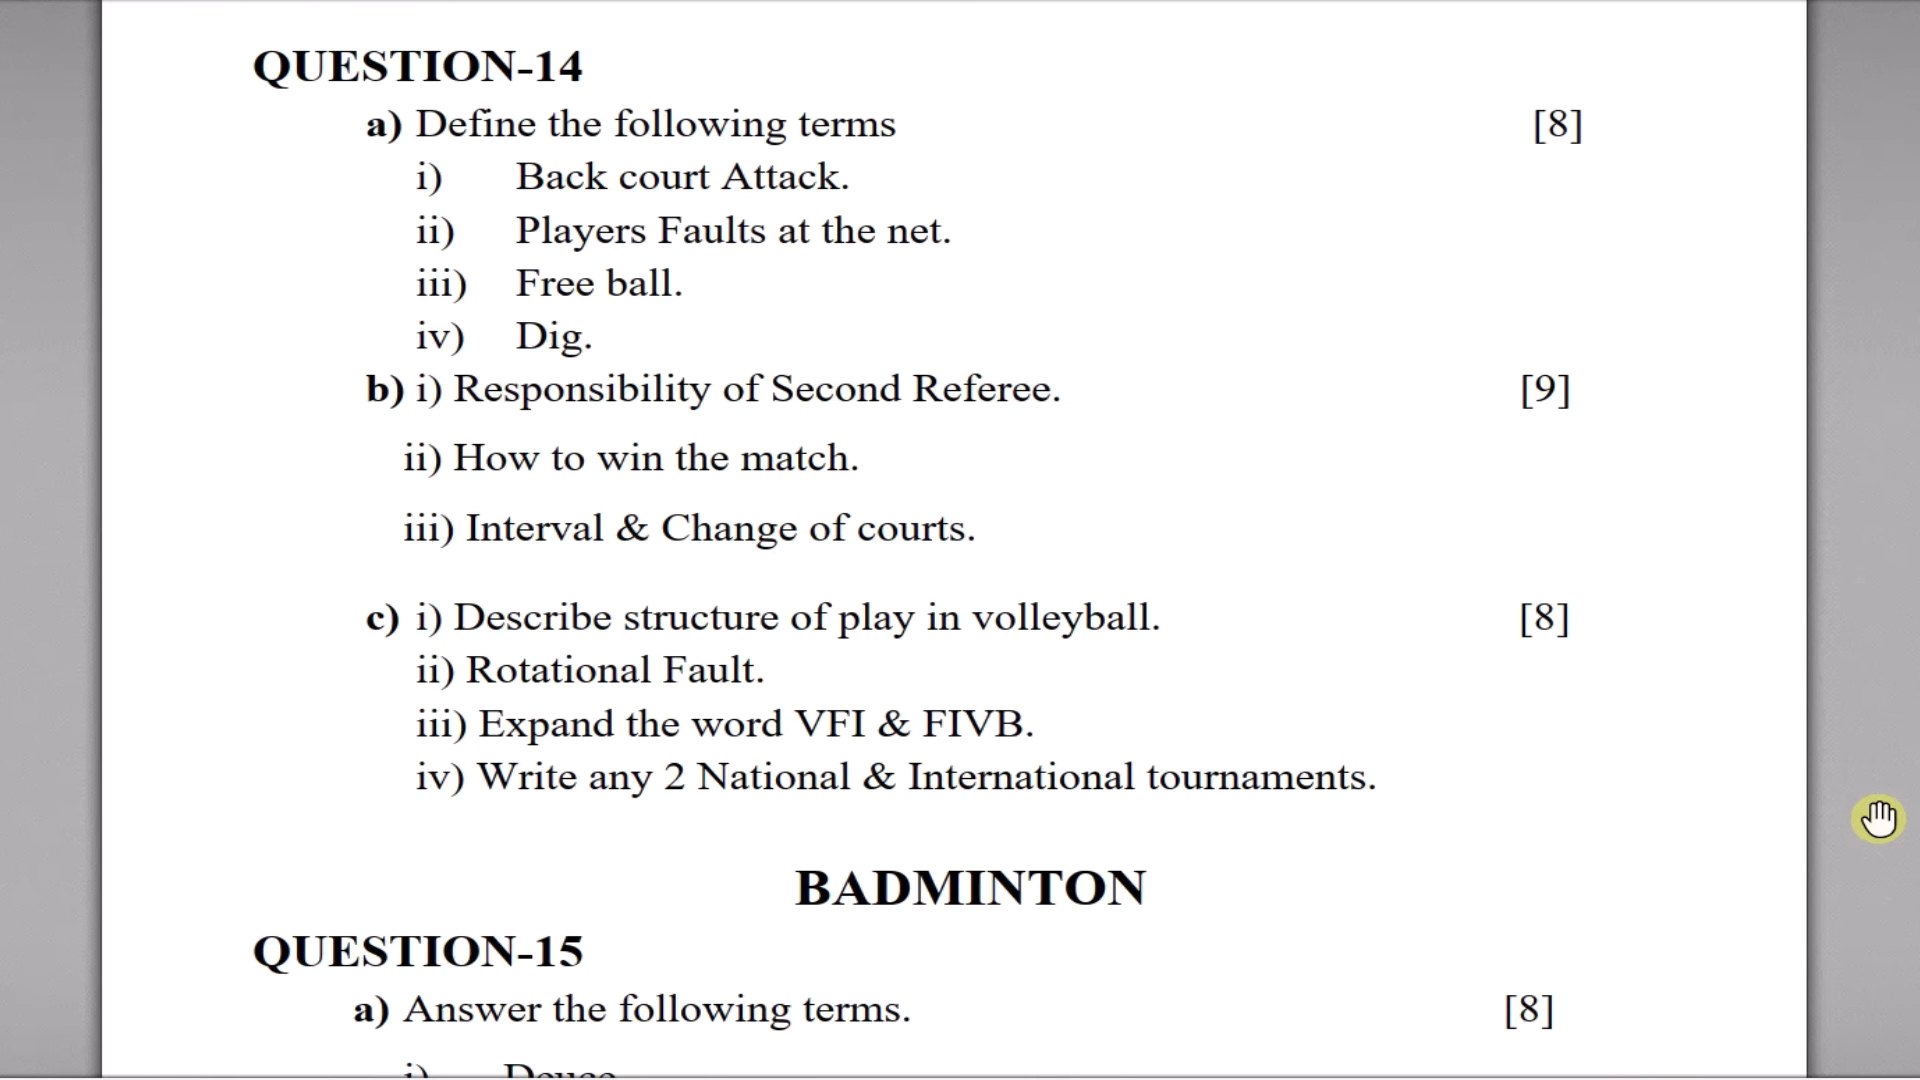 QUESTION-14
a) Define the following terms [8]
i) Back court Attack.
ii) Players Faults at the net.
iii) Free ball.
iv) Dig.
b) i) Responsibility of Second Referee. [9]
ii) How to win the match.
iii) Interval & Change of courts.
c) i) Describe structure of play in volleyball. [8]
ii) Rotational Fault.
iii) Expand the word VFI & FIVB.
iv) Write any 2 National & International tournaments.
BADMINTON
QUESTION-15
a) Answer the following terms. [8]
i) Deuce